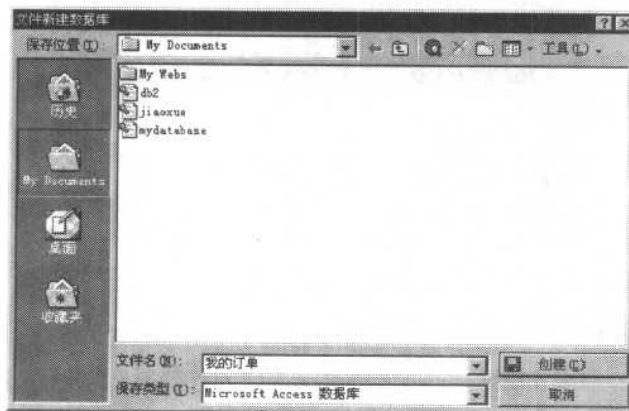 文件新建数据库
保存位置(I): My Documents 工具(L)
My Webs
db2
jiaoxue
mydatabase
历史
My Documents
桌面
收藏夹
文件名(N): 我的订单 创建(C)
保存类型(T): Microsoft Access 数据库 取消